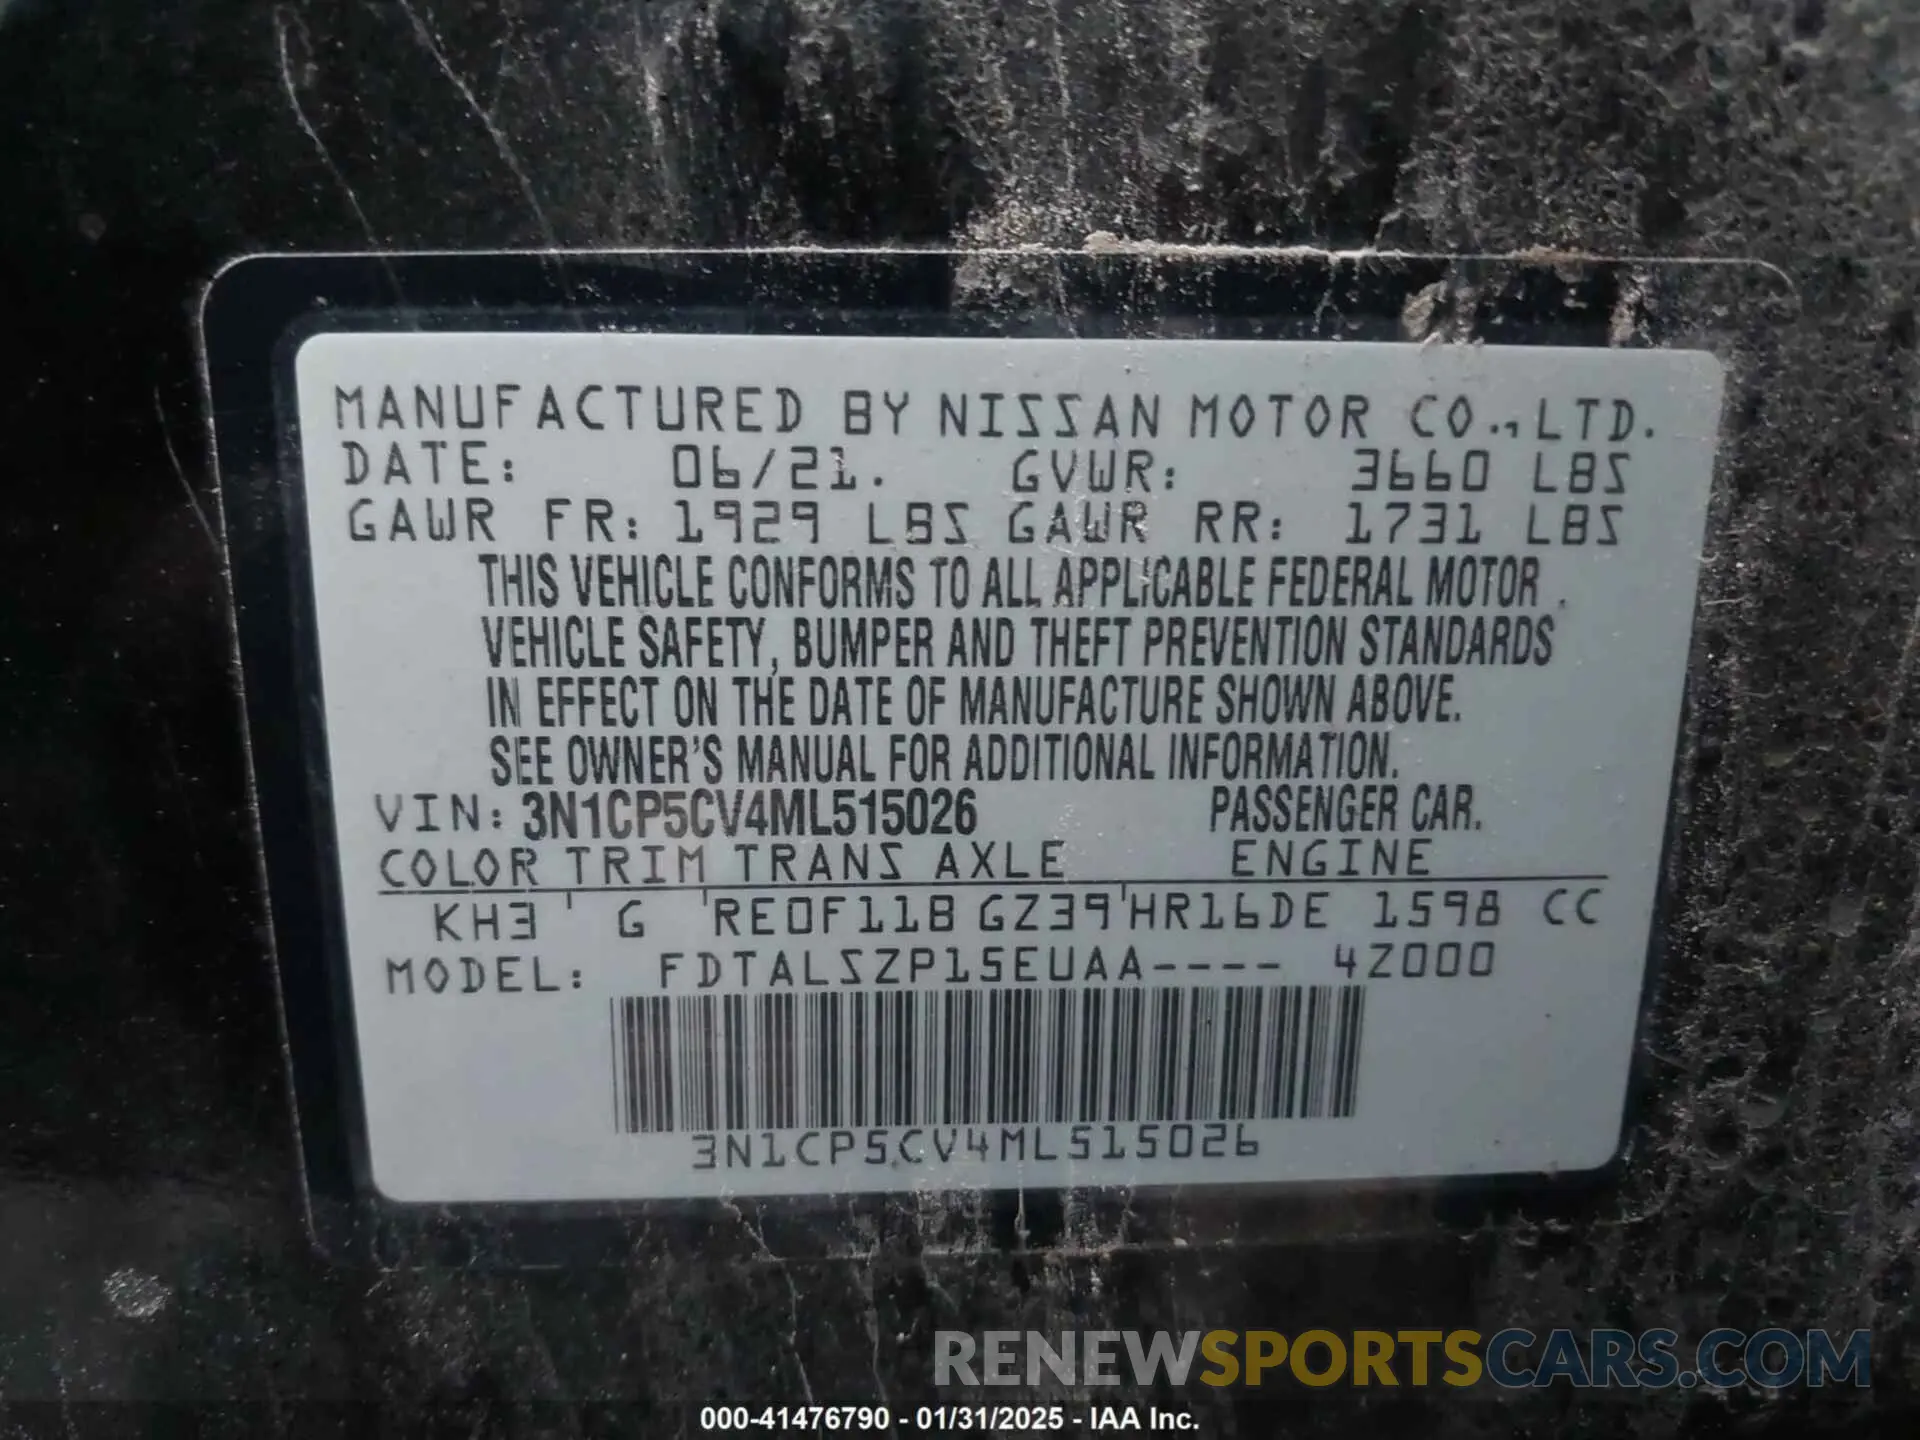 MANUFACTURED BY NISSAN MOTOR CO., LTD.
DATE: 06/21. GVWR: 3660 LBS
GAWR FR: 1929 LBS GAWR RR: 1731 LBS
THIS VEHICLE CONFORMS TO ALL APPLICABLE FEDERAL MOTOR
VEHICLE SAFETY, BUMPER AND THEFT PREVENTION STANDARDS
IN EFFECT ON THE DATE OF MANUFACTURE SHOWN ABOVE.
SEE OWNER'S MANUAL FOR ADDITIONAL INFORMATION.
VIN: 3N1CP5CV4ML515026 PASSENGER CAR.
COLOR TRIM TRANS AXLE ENGINE
KH3 G RE0F11B GZ39 HR16DE 1598 CC
MODEL: FDTALSZP15EUAA---- 4Z000
3N1CP5CV4ML515026
RENEWSPORTSCARS.COM
000-41476790 - 01/31/2025 - IAA Inc.